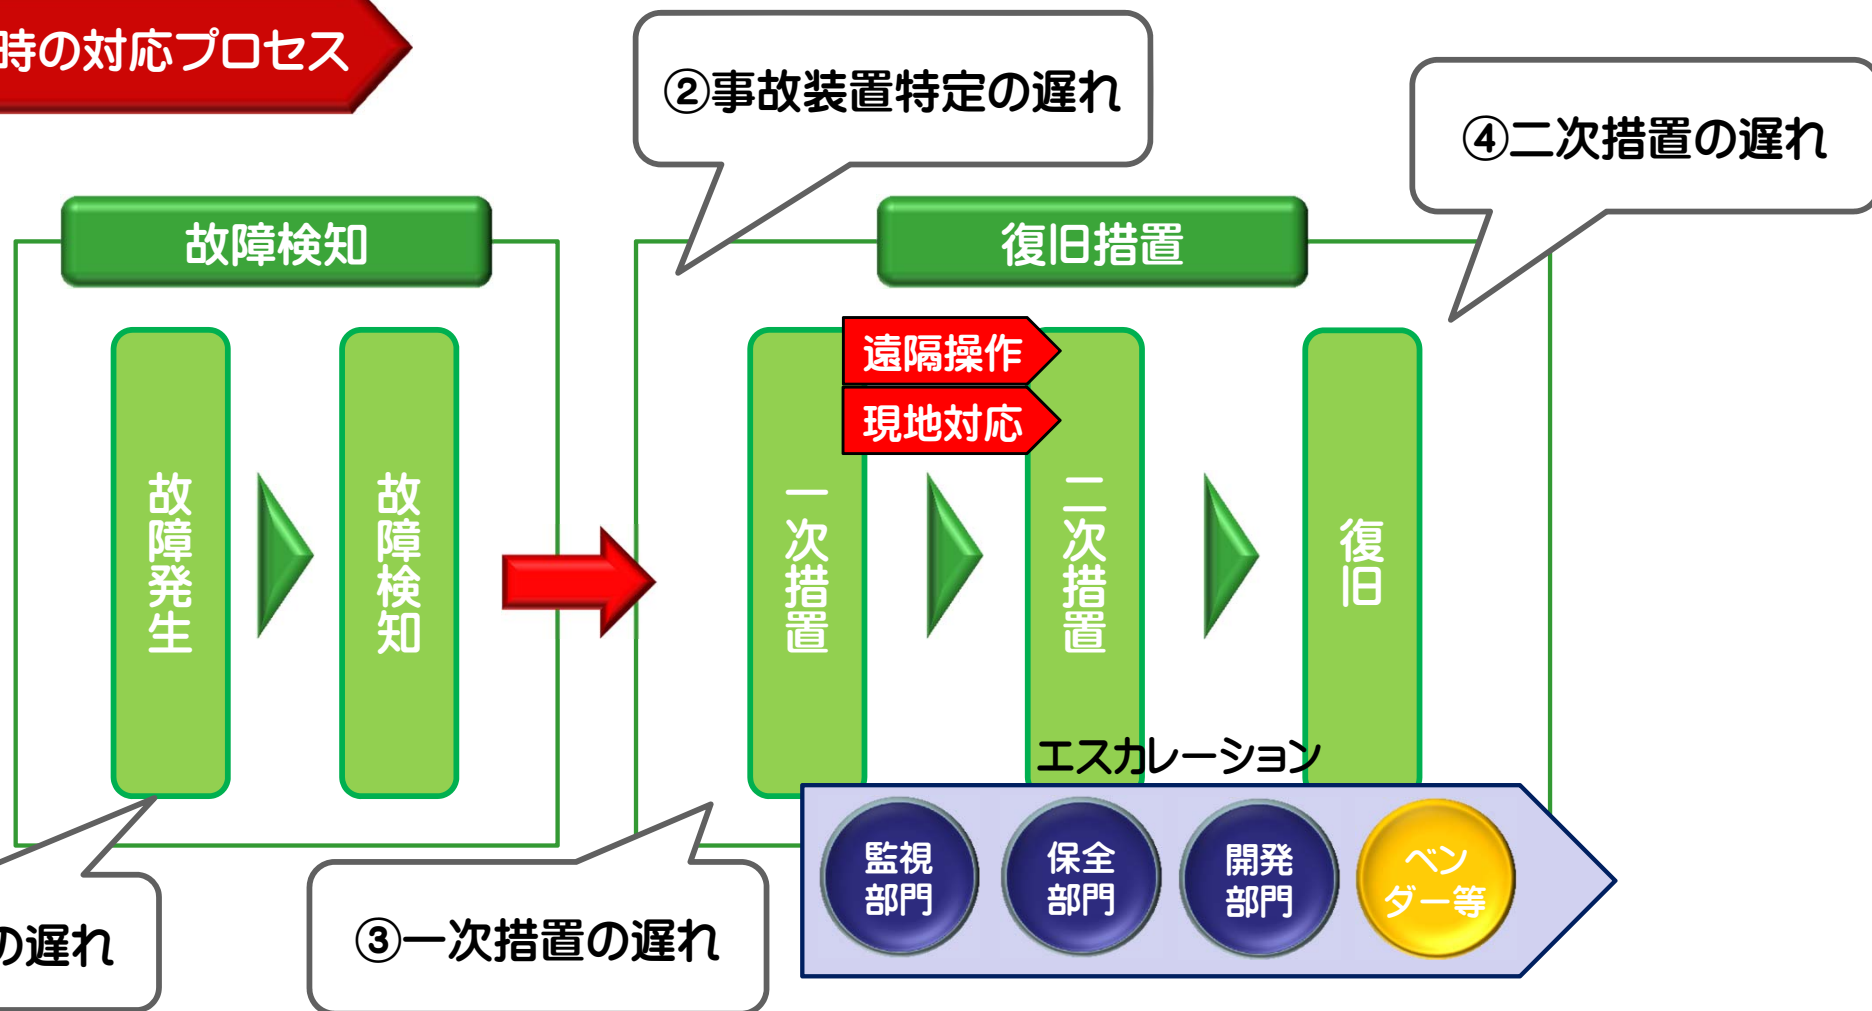 時の対応プロセス
②事故装置特定の遅れ
④二次措置の遅れ
故障検知
復旧措置
故障発生
故障検知
遠隔操作
現地対応
一次措置
二次措置
復旧
エスカレーション
監視
部門
保全
部門
開発
部門
ベン
ダー等
の遅れ
③一次措置の遅れ